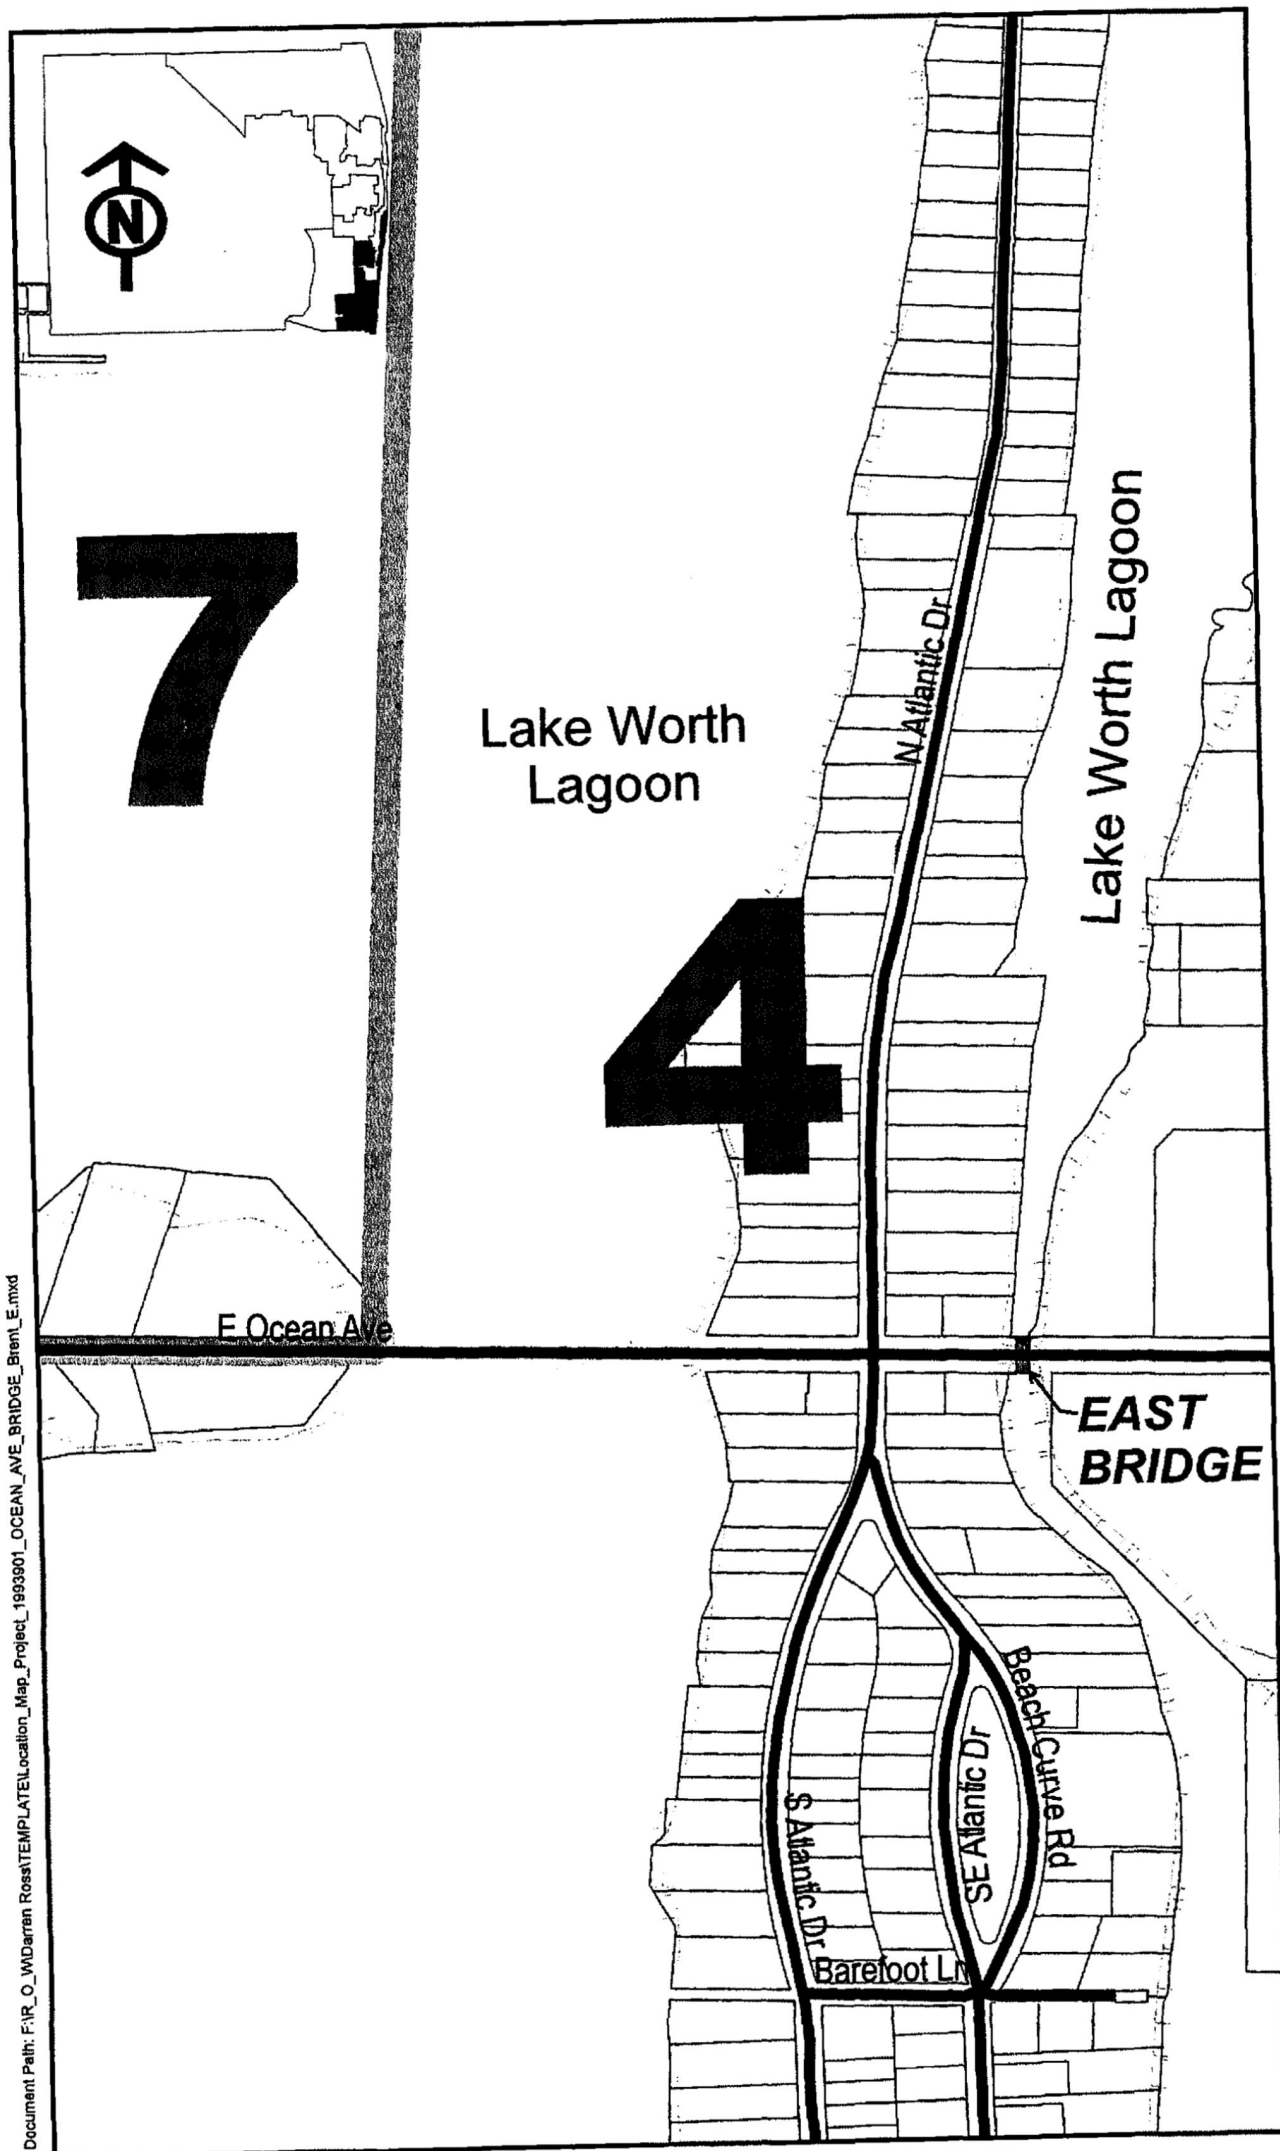 N
7
Lake Worth
Lagoon
N Atlantic Dr
Lake Worth Lagoon
4
E Ocean Ave
EAST
BRIDGE
Beach Curve Rd
SE Atlantic Dr
S Atlantic Dr
Barefoot Ln
Document Path: F:\R_O_W\Darren Ross\TEMPLATE\Location_Map_Project_1993901_OCEAN_AVE_BRIDGE_Brent_E.mxd